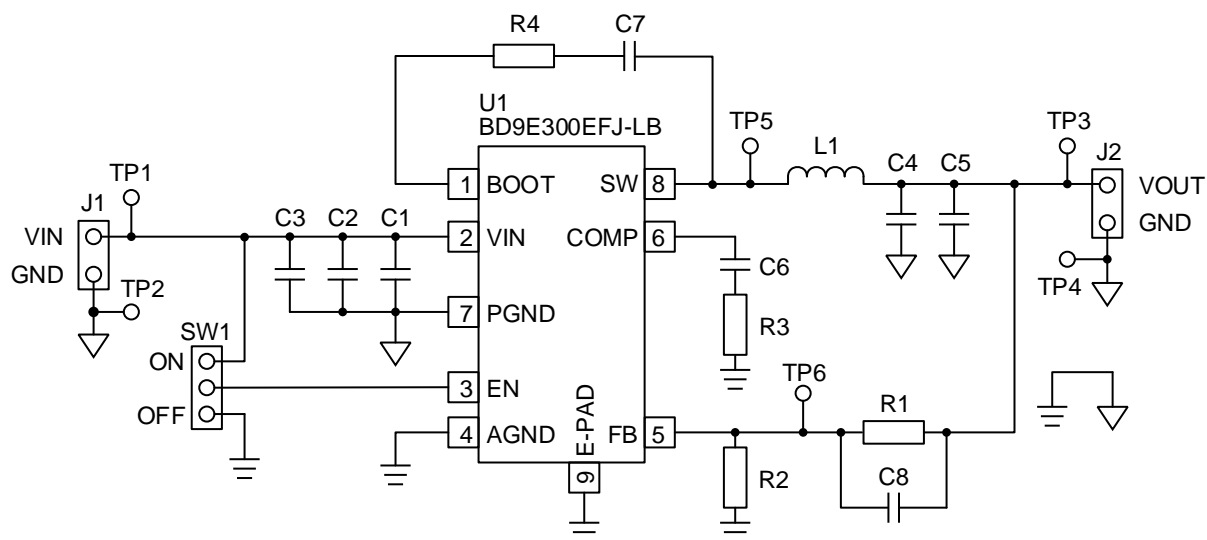 R4
C7
U1
BD9E300EFJ-LB
TP5
L1
C4
C5
TP3
J2
VOUT
GND
TP4
TP1
J1
VIN
GND
TP2
C3
C2
C1
1 BOOT
SW 8
2 VIN
COMP 6
7 PGND
3 EN
4 AGND
FB 5
E-PAD
9
C6
R3
SW1
ON
OFF
TP6
R1
R2
C8